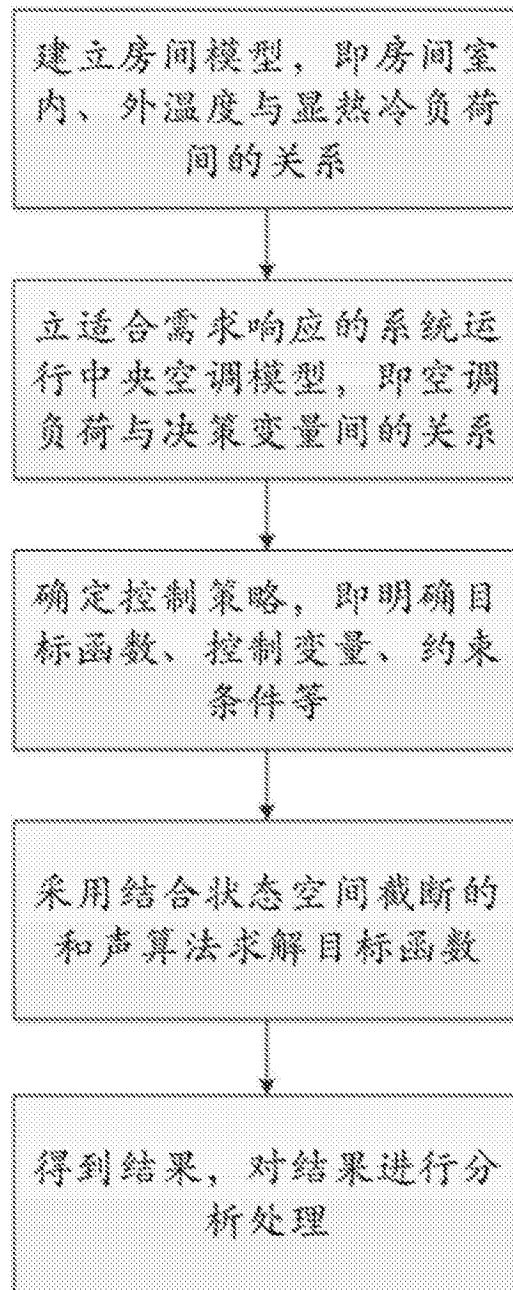 建立房间模型，即房间室
内、外温度与显热冷负荷
间的关系
立适合需求响应的系统运
行中央空调模型，即空调
负荷与决策变量间的关系
确定控制策略，即明确目
标函数、控制变量、约束
条件等
采用结合状态空间截断的
和声算法求解目标函数
得到结果，对结果进行分
析处理